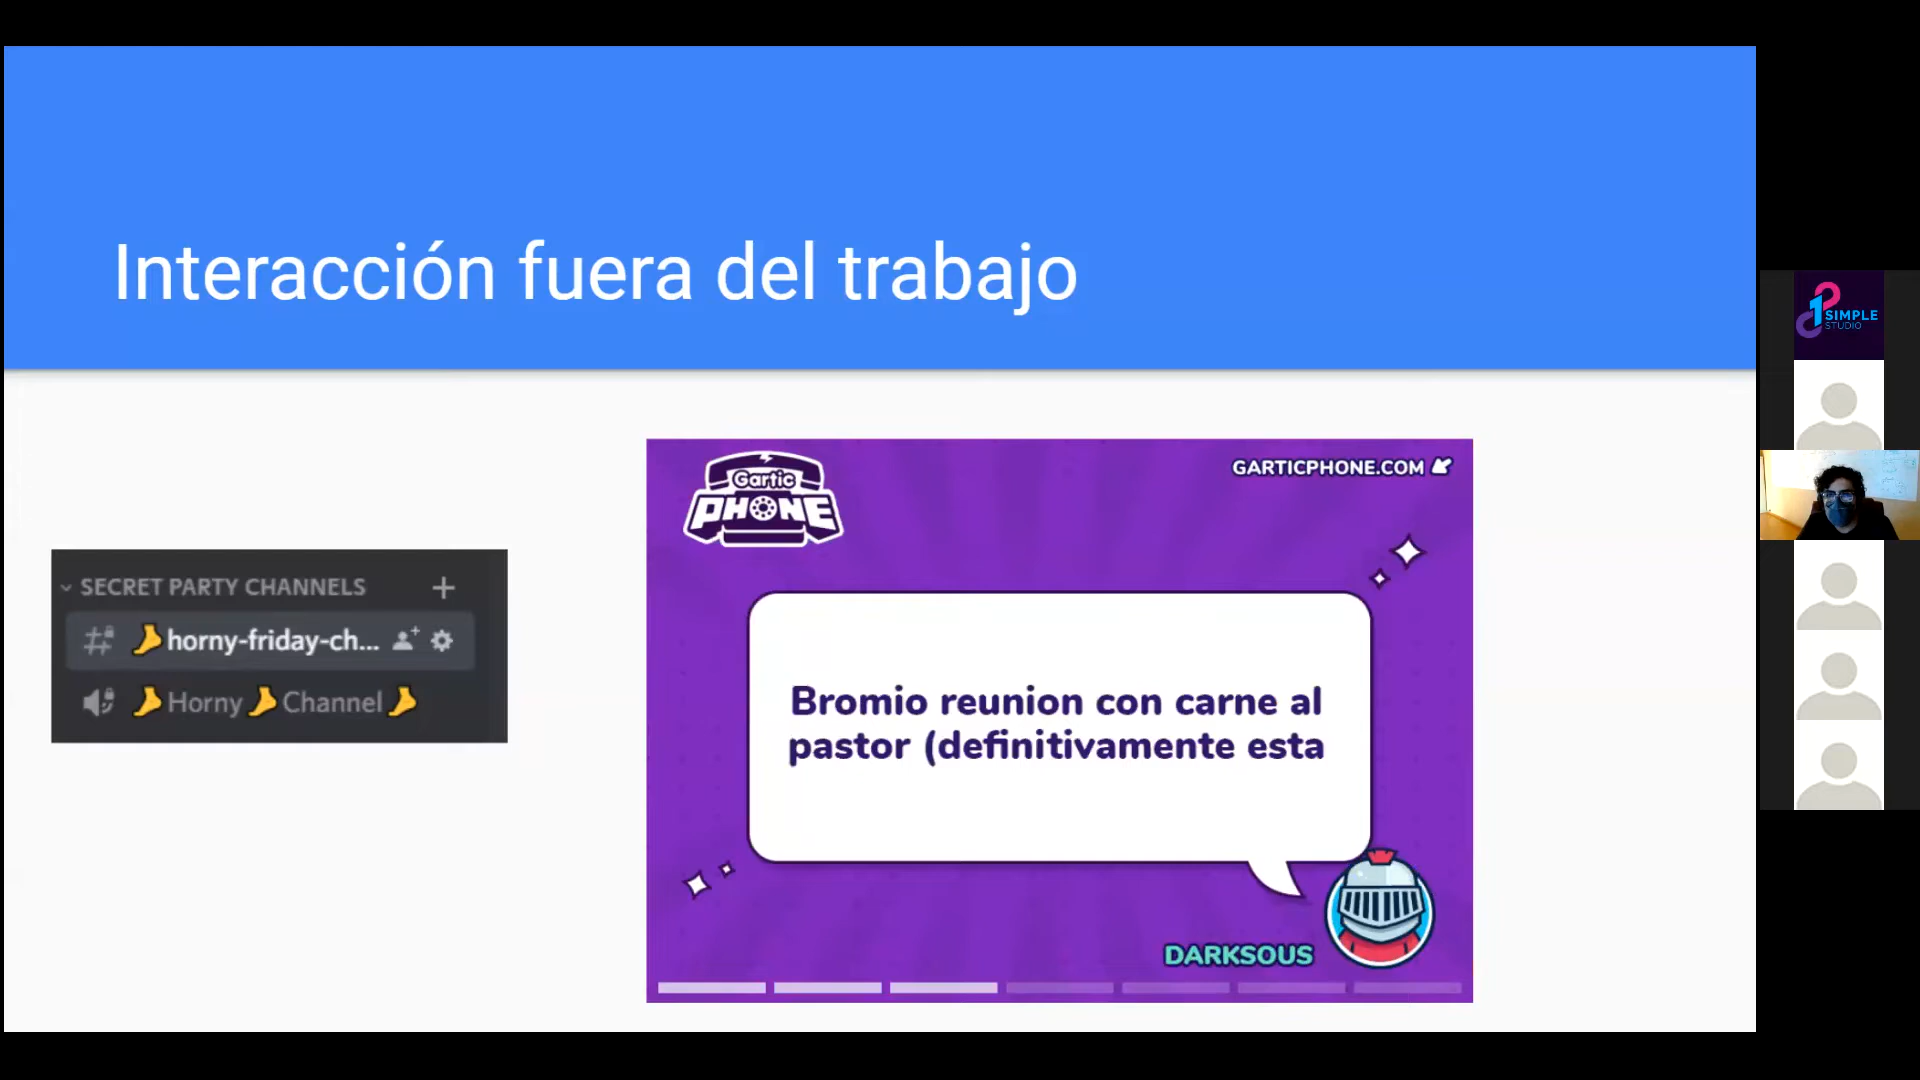 Interacción fuera del trabajo
SECRET PARTY CHANNELS
horny-friday-ch...
Horny Channel
Gartic
PHONE
GARTICPHONE.COM
Bromio reunion con carne al
pastor (definitivamente esta
DARKSOUS
SIMPLE
STUDIO